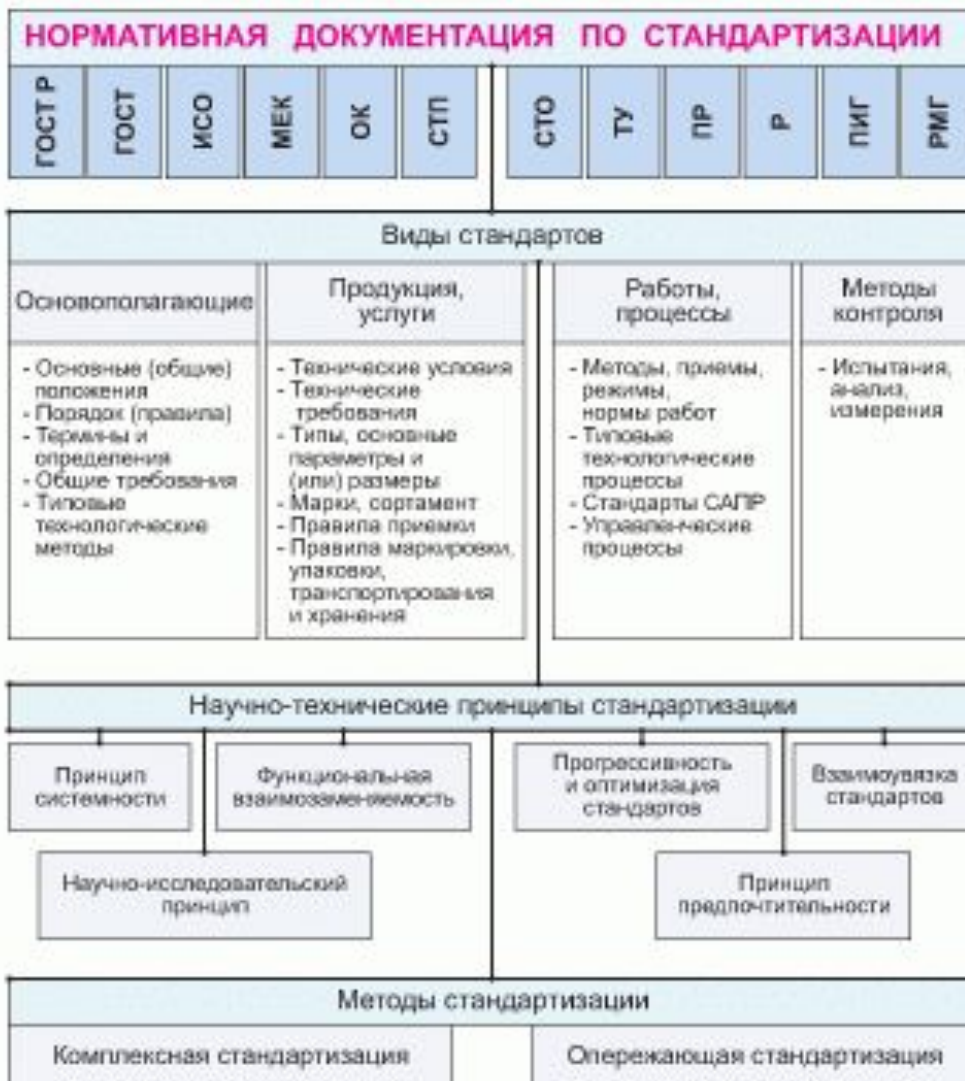 НОРМАТИВНАЯ ДОКУМЕНТАЦИЯ ПО СТАНДАРТИЗАЦИИ
ГОСТ Р
ГОСТ
ИСО
МЕК
ОК
СТП
СТО
ТУ
ПР
Р
ПИГ
РМГ
Виды стандартов
Основополагающие
- Основные (общие)
положения
- Порядок (правила)
- Термины и
определения
- Общие требования
- Типовые
технологические
методы
Продукция,
услуги
- Технические условия
- Технические
требования
- Типы, основные
параметры и
(или) размеры
- Марки, сортамент
- Правила приемки
- Правила маркировки,
упаковки,
транспортирования
и хранения
Работы,
процессы
- Методы, приемы,
режимы,
нормы работ
- Типовые
технологические
процессы
- Стандарты САПР
- Управленческие
процессы
Методы
контроля
- Испытания,
анализ,
измерения
Научно-технические принципы стандартизации
Принцип
системности
Функциональная
взаимозаменяемость
Прогрессивность
и оптимизация
стандартов
Взаимоувязка
стандартов
Научно-исследовательский
принцип
Принцип
предпочтительности
Методы стандартизации
Комплексная стандартизация
Опережающая стандартизация